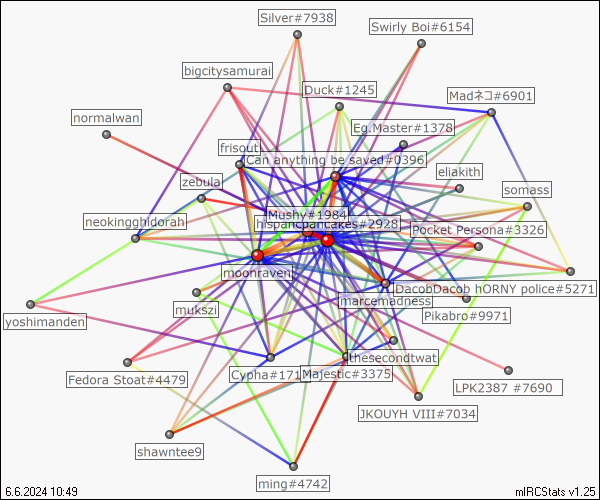 Silver#7938
Swirly Boi#6154
bigcitysamurai
Duck#1245
Madネコ#6901
normalwan
Eg.Master#1378
frisout
Can anything be saved#0396
eliakith
zebula
somass
Mushy#1984
neokingghidorah
hispancpancakes#2928
Pocket Persona#3326
moonraven
DacobDacob hORNY police#5271
marcemadness
mukszi
Pikabro#9971
yoshimanden
thesecondtwat
Fedora Stoat#4479
Cypha#171
Majestic#3375
LPK2387 #7690
JKOUYH VIII#7034
shawntee9
ming#4742
6.6.2024 10:49
mIRCStats v1.25